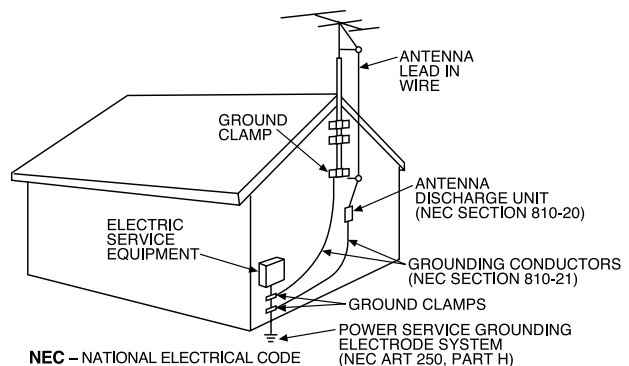 ANTENNA
LEAD IN
WIRE
GROUND
CLAMP
ANTENNA
DISCHARGE UNIT
(NEC SECTION 810-20)
ELECTRIC
SERVICE
EQUIPMENT
GROUNDING CONDUCTORS
(NEC SECTION 810-21)
GROUND CLAMPS
POWER SERVICE GROUNDING
ELECTRODE SYSTEM
(NEC ART 250, PART H)
NEC – NATIONAL ELECTRICAL CODE